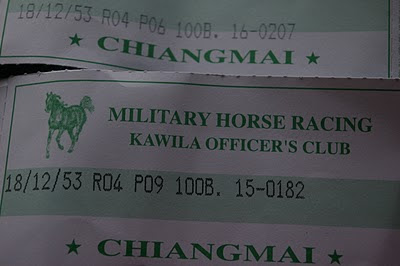 18/12/53 R04 P06 100B. 16-0207
★ CHIANGMAI ★
MILITARY HORSE RACING
KAWILA OFFICER'S CLUB
18/12/53 R04 P09 100B. 15-0182
★ CHIANGMAI ★